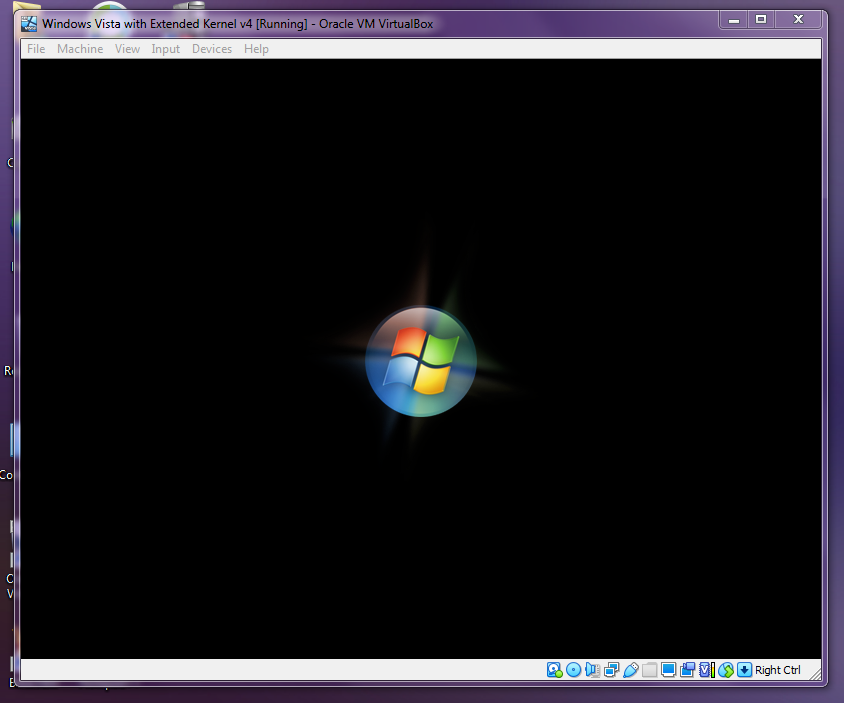 Windows Vista with Extended Kernel v4 [Running] - Oracle VM VirtualBox
File Machine View Input Devices Help
Right Ctrl